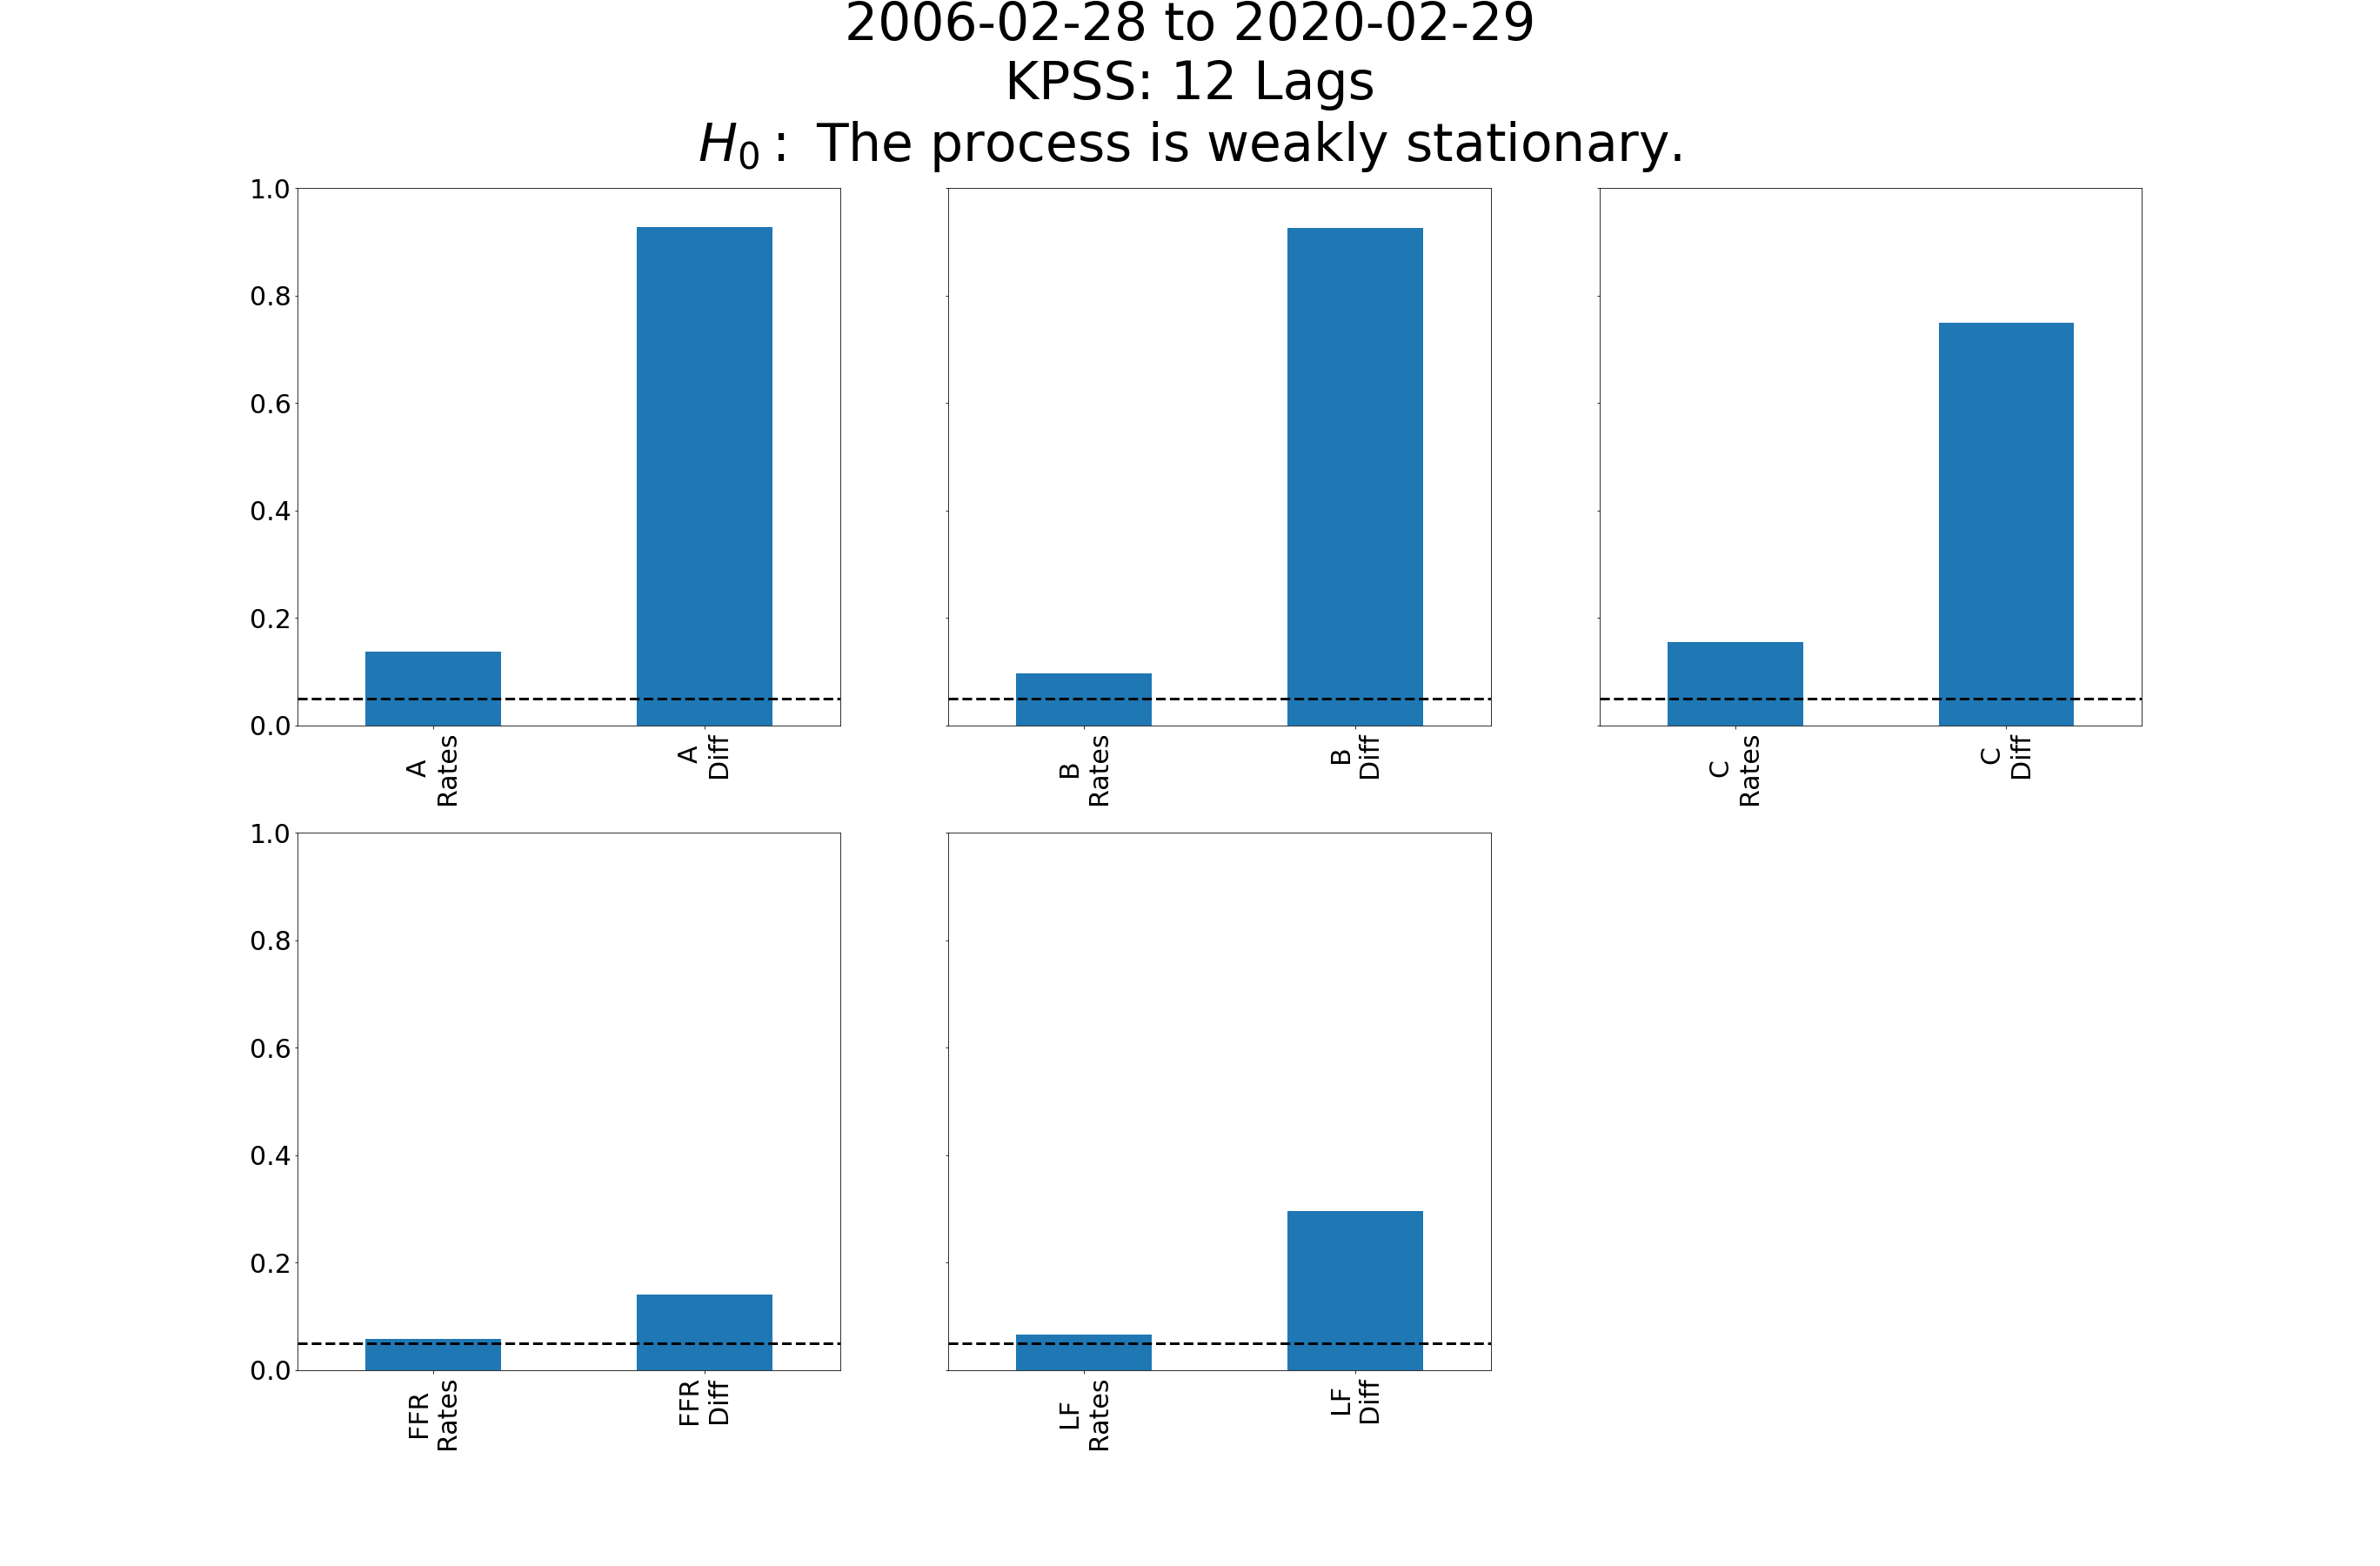 2006-02-28 to 2020-02-29
KPSS: 12 Lags
H0 : The process is weakly stationary.
1.0
0.8
0.6
0.4
0.2
0.0
A
Rates
A
Diff
B
Rates
B
Diff
C
Rates
C
Diff
1.0
0.8
0.6
0.4
0.2
0.0
FFR
Rates
FFR
Diff
LF
Rates
LF
Diff